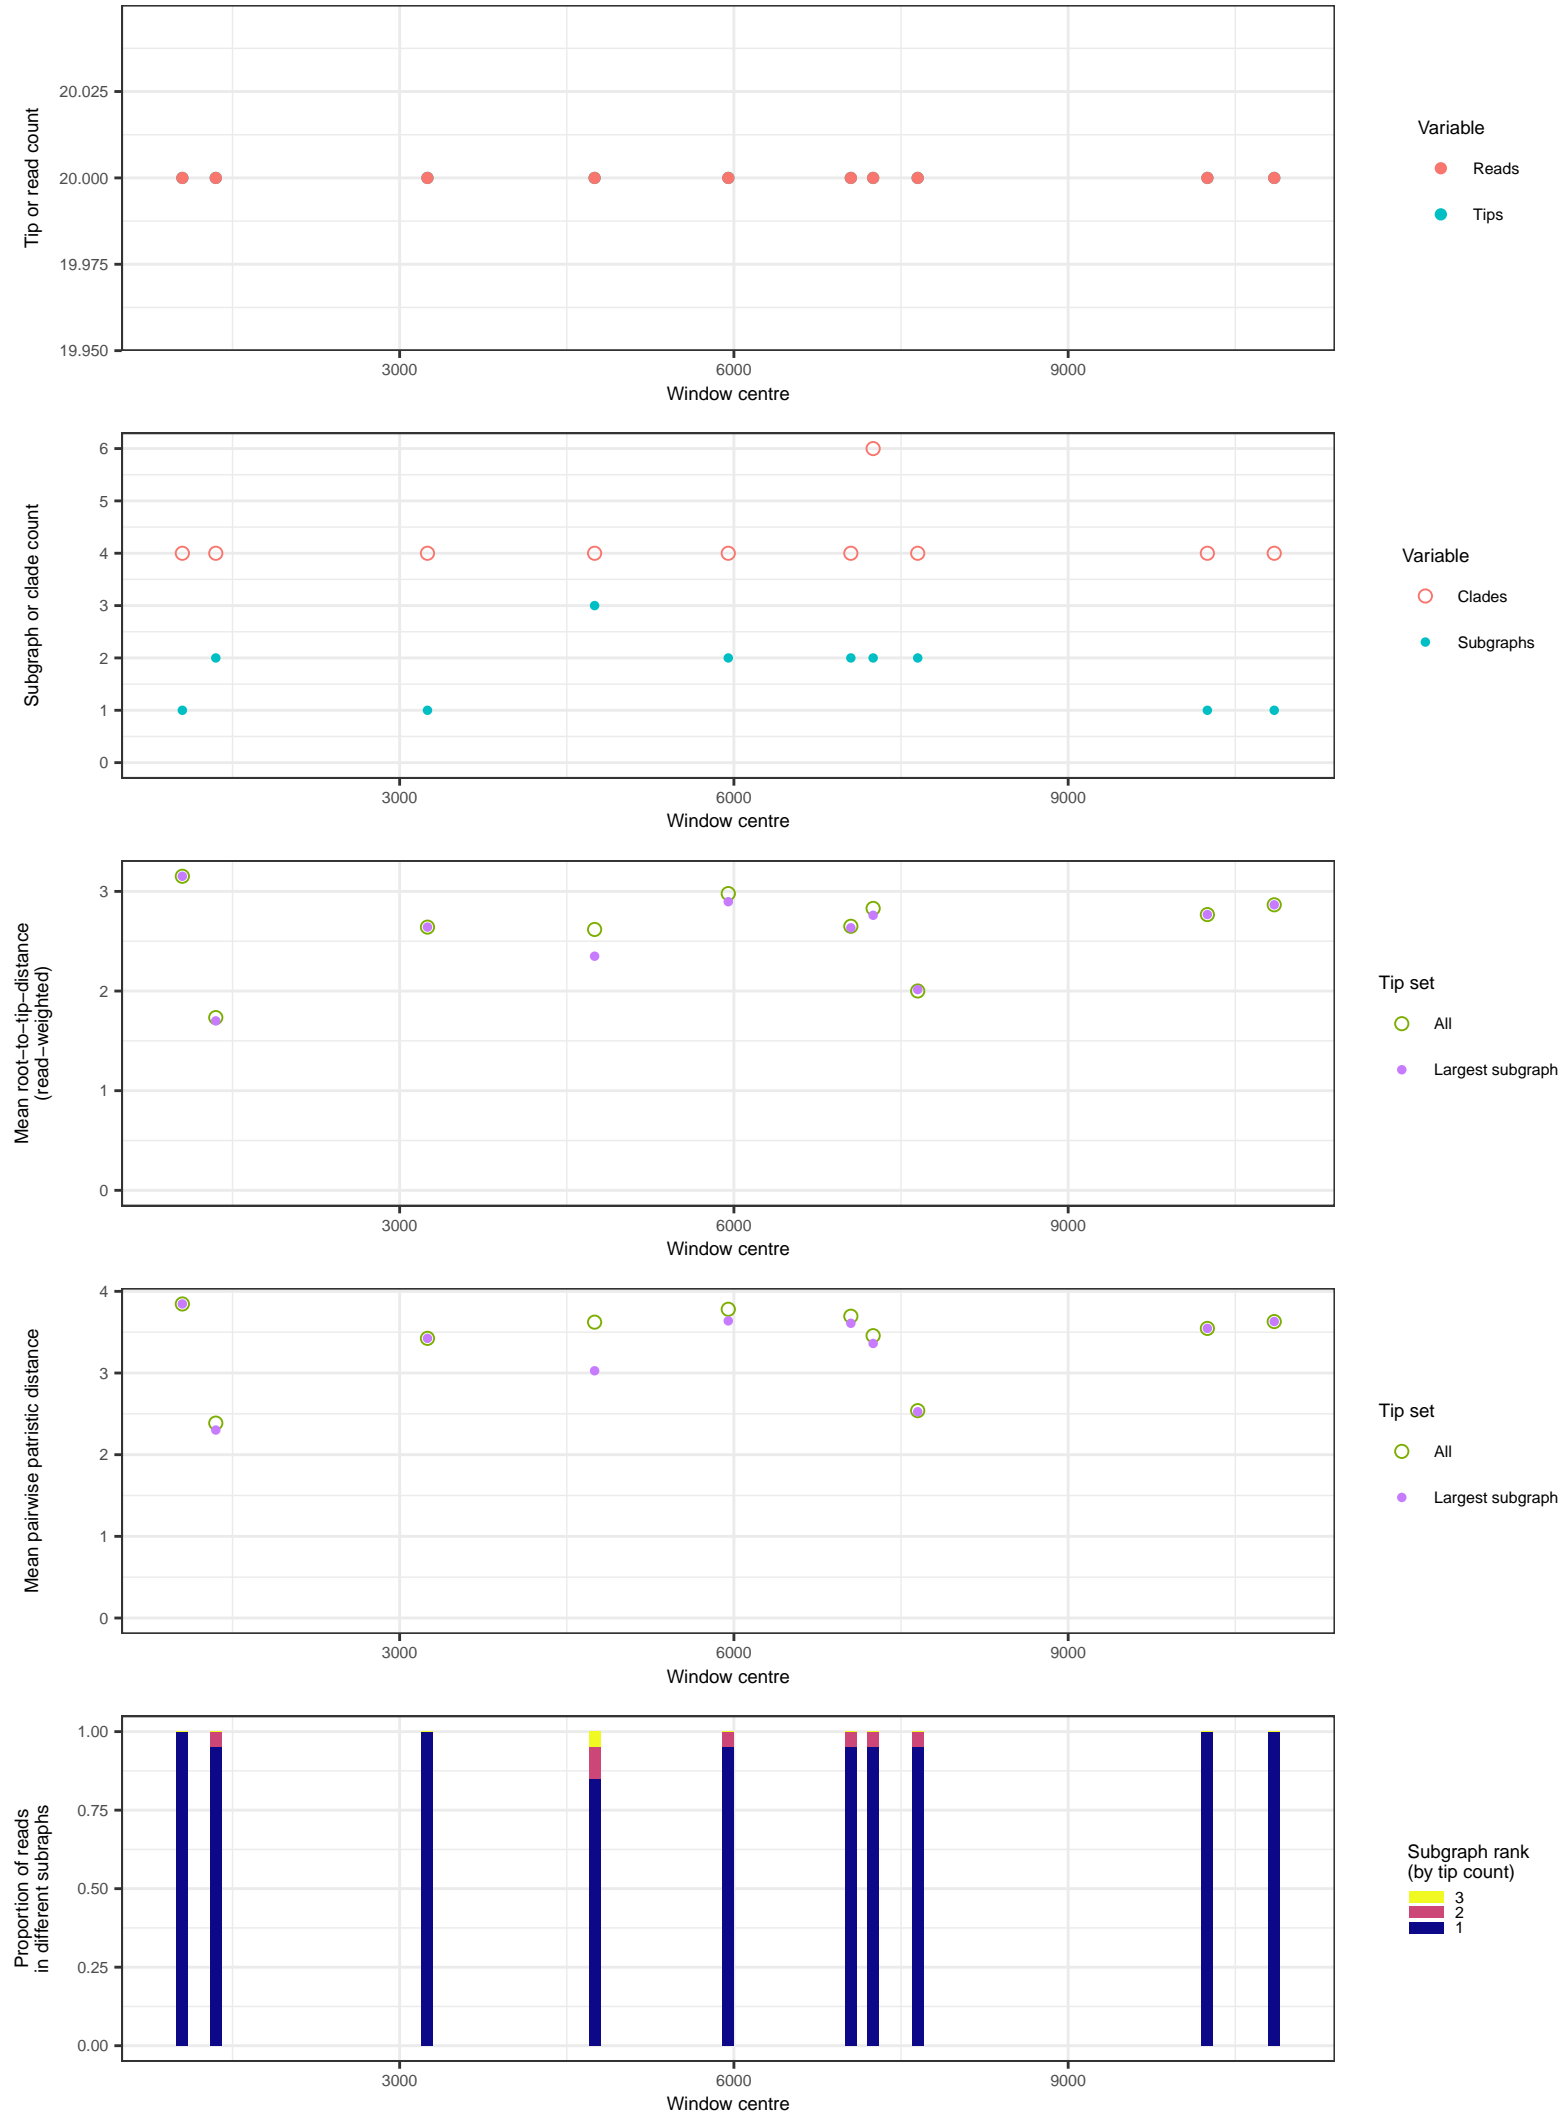 20.025
20.000
19.975
19.950
Tip or read count
3000 6000 9000
Window centre
Variable
Reads
Tips
6
5
4
3
2
1
0
Subgraph or clade count
3000 6000 9000
Window centre
Variable
Clades
Subgraphs
3
2
1
0
Mean root−to−tip−distance
(read−weighted)
3000 6000 9000
Window centre
Tip set
All
Largest subgraph
4
3
2
1
0
Mean pairwise patristic distance
3000 6000 9000
Window centre
Tip set
All
Largest subgraph
1.00
0.75
0.50
0.25
0.00
Proportion of reads
in different subraphs
3000 6000 9000
Window centre
Subgraph rank
(by tip count)
3
2
1